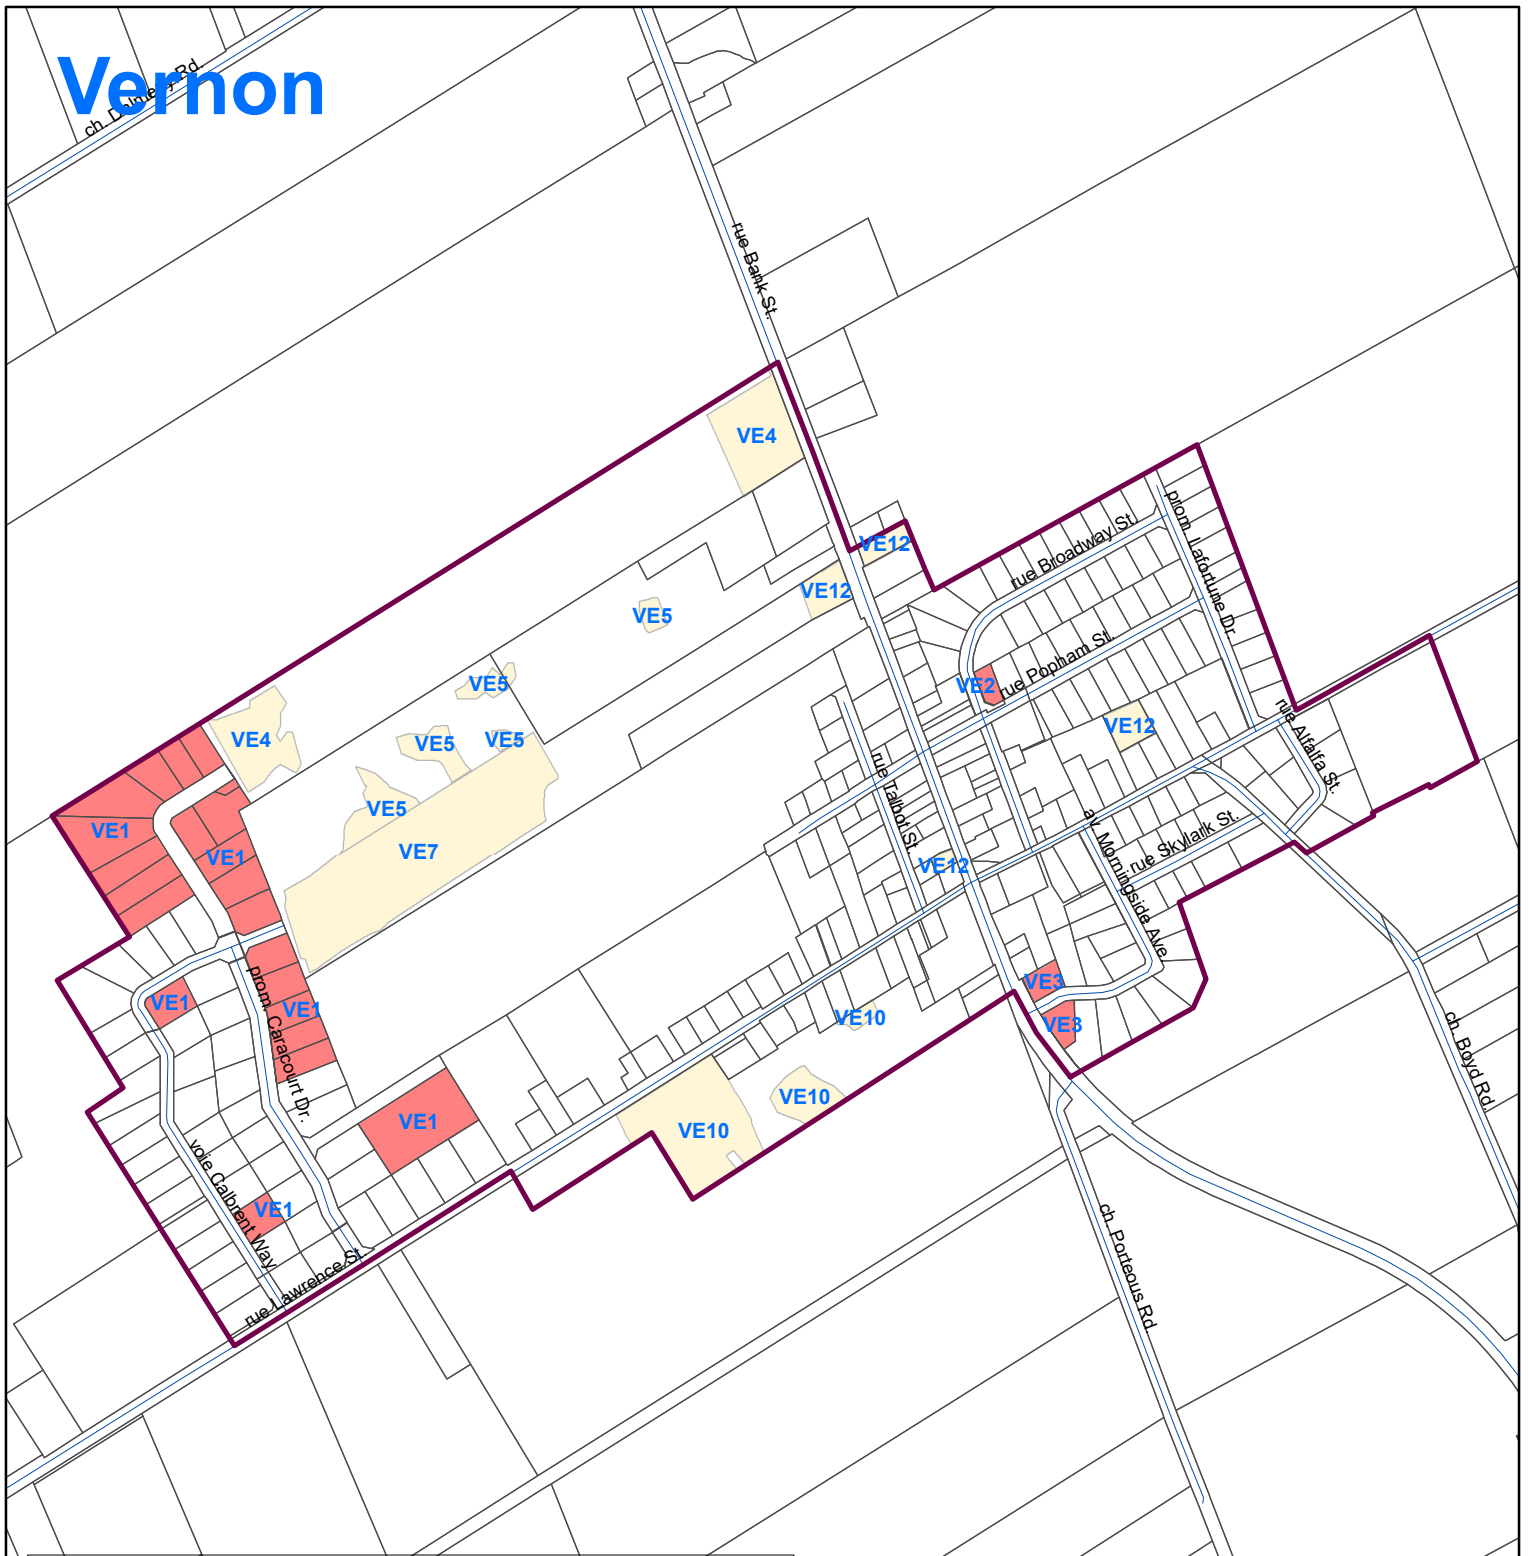 Vernon
ch. Dalmeny Rd.
rue Bank St.
VE4
VE12
VE12
rue Broadway St.
prom. Lafortune Dr.
VE5
rue Popham St.
VE2
VE5
VE12
rue Alfalfa St.
VE4
VE5
VE5
VE5
VE1
VE1
VE7
rue Talbot St.
VE12
av. Morningside Ave.
rue Skylark St.
VE1
VE1
prom. Caracourt Dr.
VE3
VE3
VE10
VE10
VE10
ch. Boyd Rd.
VE1
voie Calbrent Way
VE1
rue Lawrence St.
ch. Porteous Rd